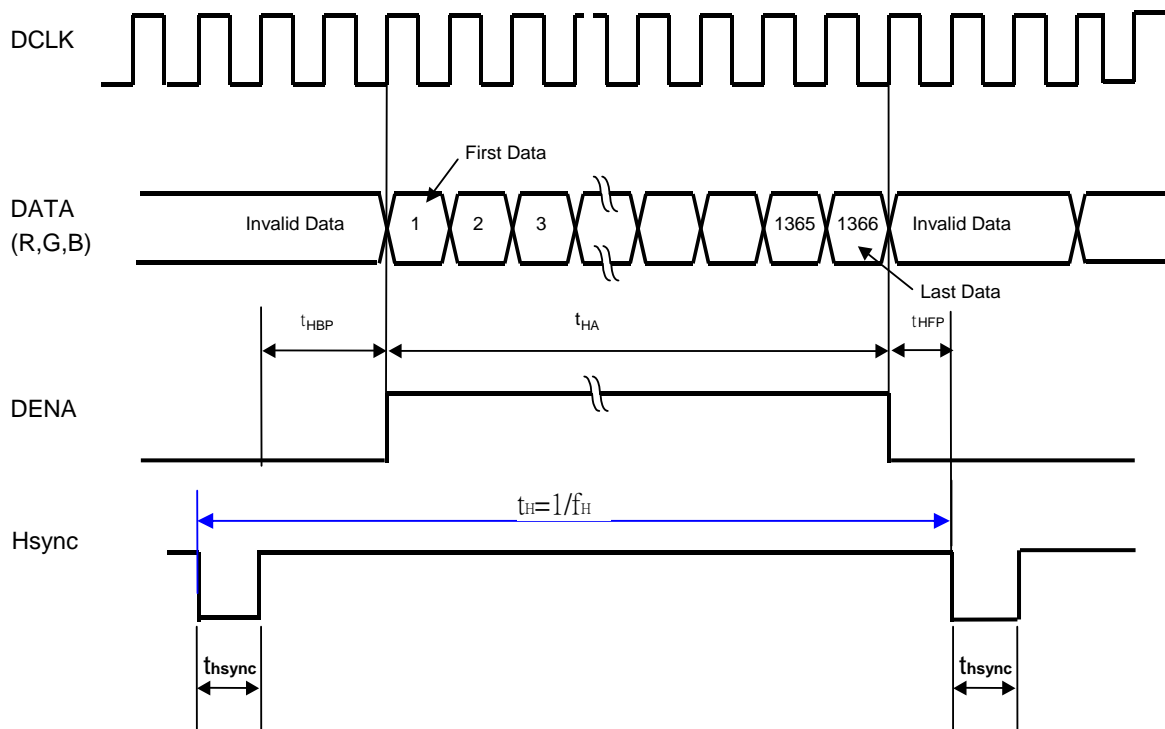 DCLK
First Data
DATA
(R,G,B)
Invalid Data
1
2
3
1365
1366
Invalid Data
Last Data
tHBP
tHA
tHFP
DENA
tH=1/fH
Hsync
thsync
thsync